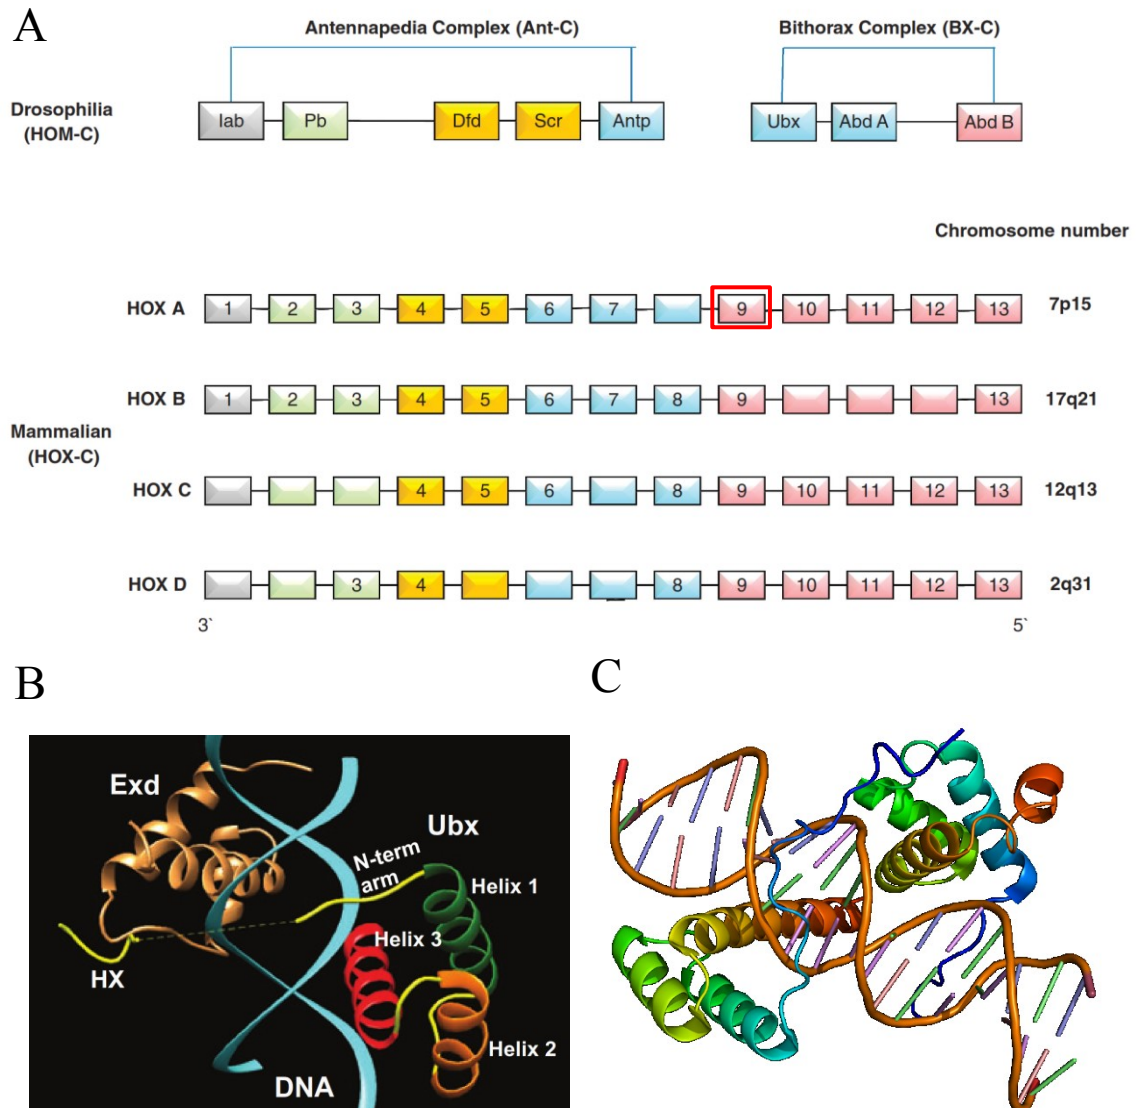 A
Antennapedia Complex (Ant-C)
Bithorax Complex (BX-C)
Drosophilia
(HOM-C)
lab
Pb
Dfd
Scr
Antp
Ubx
Abd A
Abd B
Chromosome number
HOX A
1
2
3
4
5
6
7
9
10
11
12
13
7p15
HOX B
1
2
3
4
5
6
7
8
9
13
17q21
Mammalian
(HOX-C)
HOX C
4
5
6
8
9
10
11
12
13
12q13
HOX D
3
4
8
9
10
11
12
13
2q31
3`
5`
B
Exd
Ubx
N-term
arm
Helix 1
Helix 3
HX
Helix 2
DNA
C